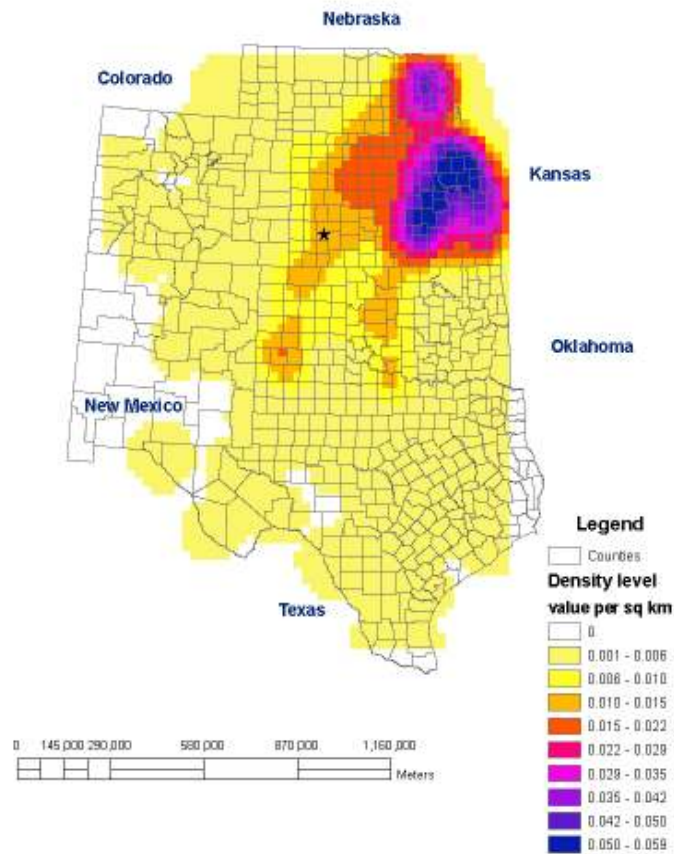 Nebraska
Colorado
Kansas
Oklahoma
New Mexico
Texas
Legend
Counties
Density level
value per sq km
0
0.001 - 0.006
0.006 - 0.010
0.010 - 0.015
0.015 - 0.022
0.022 - 0.029
0.029 - 0.035
0.035 - 0.042
0.042 - 0.050
0.050 - 0.059
0 145,000 290,000 580,000 870,000 1,160,000
Meters